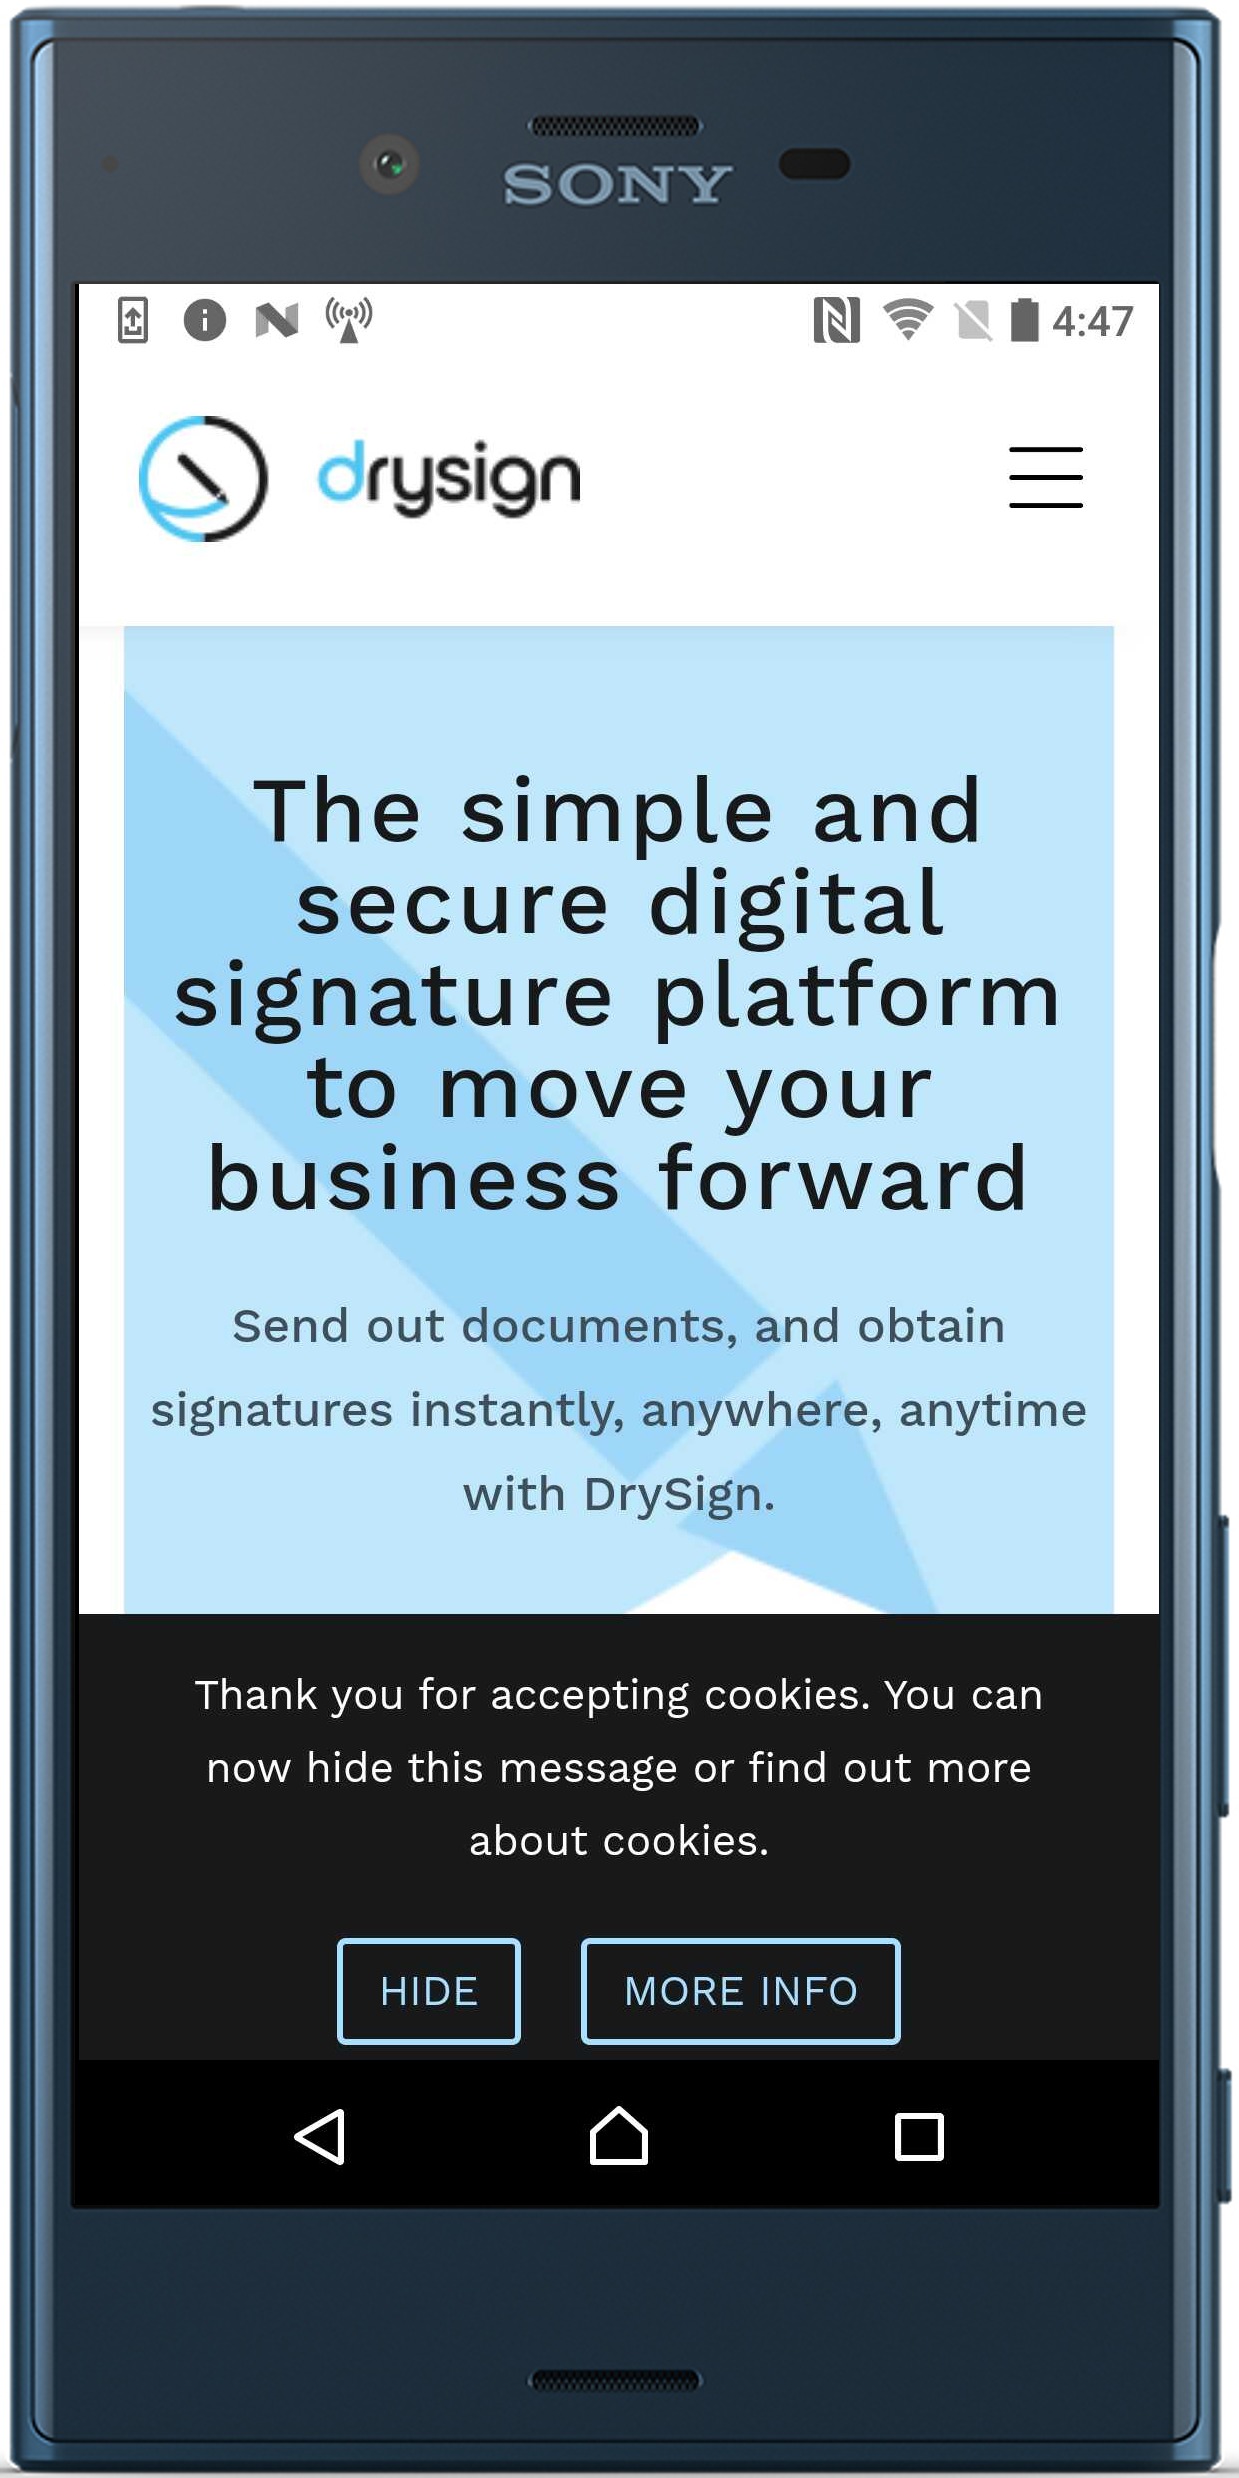 SONY
4:47
drysign
The simple and
secure digital
signature platform
to move your
business forward
Send out documents, and obtain
signatures instantly, anywhere, anytime
with DrySign.
Thank you for accepting cookies. You can
now hide this message or find out more
about cookies.
HIDE MORE INFO